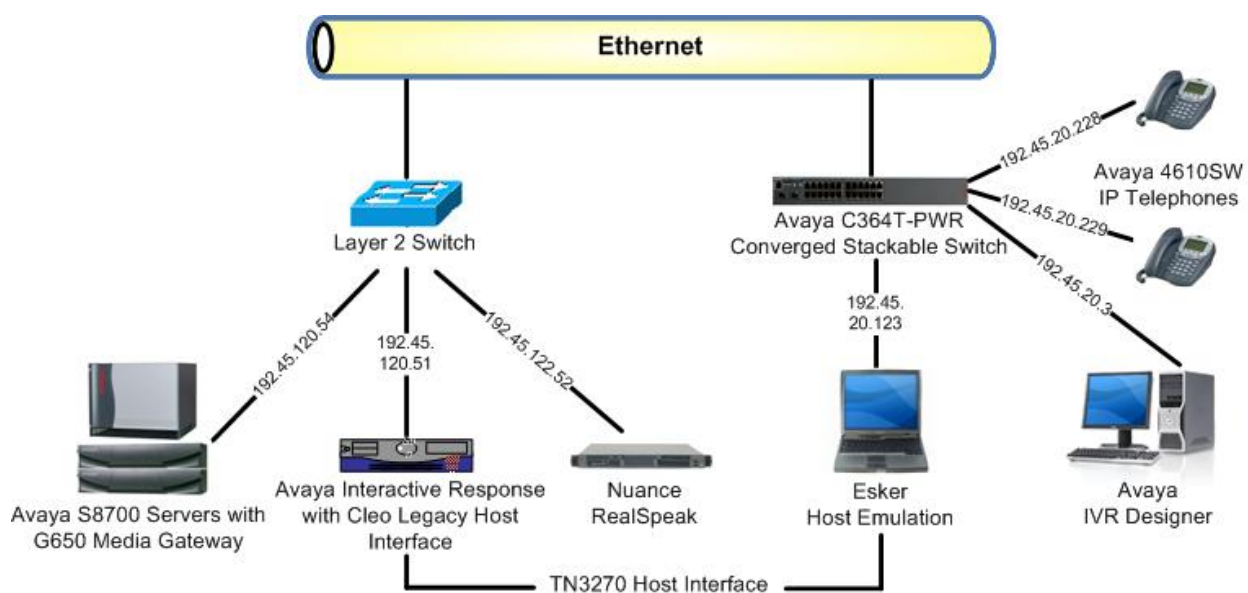 Ethernet
192.45.20.228
Avaya 4610SW
IP Telephones
192.45.20.229
192.45.20.3
Layer 2 Switch
Avaya C364T-PWR
Converged Stackable Switch
192.45.120.54
192.45.
120.51
192.45.122.52
192.45.
20.123
Avaya S8700 Servers with
G650 Media Gateway
Avaya Interactive Response
with Cleo Legacy Host
Interface
Nuance
RealSpeak
Esker
Host Emulation
Avaya
IVR Designer
TN3270 Host Interface